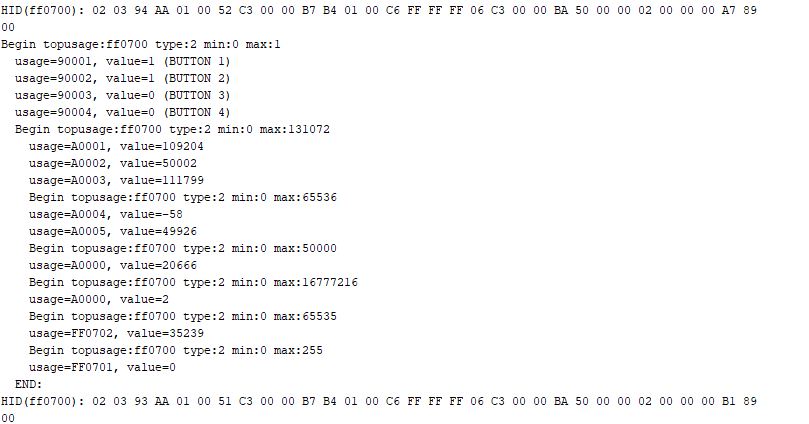 HID(ff0700): 02 03 94 AA 01 00 52 C3 00 00 B7 B4 01 00 C6 FF FF FF 06 C3 00 00 BA 50 00 00 02 00 00 00 A7 89
00
Begin topusage:ff0700 type:2 min:0 max:1
usage=90001, value=1 (BUTTON 1)
usage=90002, value=1 (BUTTON 2)
usage=90003, value=0 (BUTTON 3)
usage=90004, value=0 (BUTTON 4)
Begin topusage:ff0700 type:2 min:0 max:131072
usage=A0001, value=109204
usage=A0002, value=50002
usage=A0003, value=111799
Begin topusage:ff0700 type:2 min:0 max:65536
usage=A0004, value=-58
usage=A0005, value=49926
Begin topusage:ff0700 type:2 min:0 max:50000
usage=A0000, value=20666
Begin topusage:ff0700 type:2 min:0 max:16777216
usage=A0000, value=2
Begin topusage:ff0700 type:2 min:0 max:65535
usage=FF0702, value=35239
Begin topusage:ff0700 type:2 min:0 max:255
usage=FF0701, value=0
END:
HID(ff0700): 02 03 93 AA 01 00 51 C3 00 00 B7 B4 01 00 C6 FF FF FF 06 C3 00 00 BA 50 00 00 02 00 00 00 B1 89
00